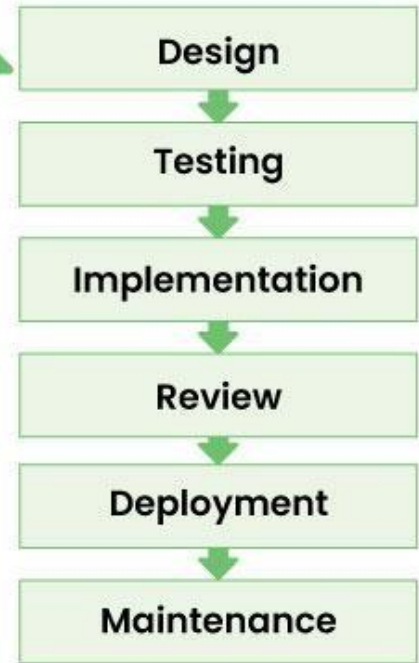 Design
Testing
Implementation
Review
Deployment
Maintenance